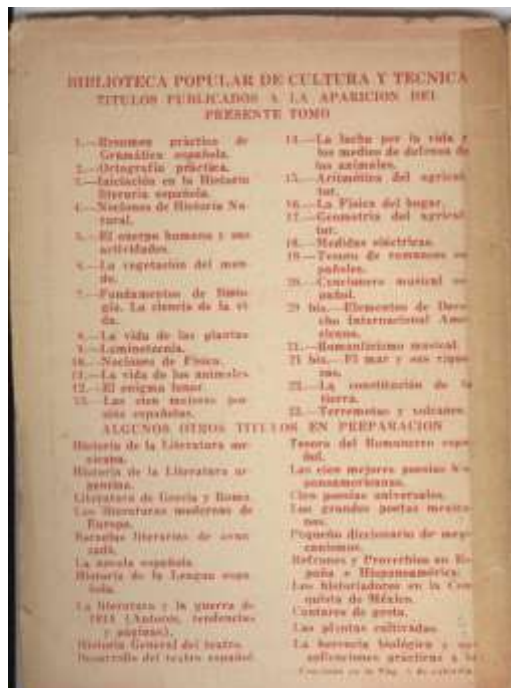 BIBLIOTECA POPULAR DE CULTURA Y TECNICA
TITULOS PUBLICADOS A LA APARICION DEL
PRESENTE TOMO
1.—Resumen práctico de
Gramática española.
2.—Ortografía práctica.
3.—Iniciación en la Historia
literaria española.
4.—Nociones de Historia Na-
tural.
5.—El cuerpo humano y sus
actividades.
6.—La vegetación del mun-
do.
7.—Fundamentos de Biolo-
gía. La ciencia de la vi-
da.
8.—La vida de las plantas
9.—Luminotecnia.
10.—Nociones de Física.
11.—La vida de los animales
12.—El enigma lunar
13.—Las cien mejores poe-
sías españolas.
14.—La lucha por la vida y
los medios de defensa de
los animales.
15.—Aritmética del agricul-
tor.
16.—La Física del hogar.
17.—Geometría del agricul-
tor.
18.—Medidas eléctricas.
19.—Tesoro de romances es-
pañoles.
20.—Cancionero musical es-
pañol.
20 bis.—Elementos de Dere-
cho Internacional Ame-
ricano.
21.—Romanticismo musical.
21 bis.—El mar y sus rique-
zas.
22.—La constitución de la
tierra.
23.—Terremotos y volcanes.
ALGUNOS OTROS TITULOS EN PREPARACION
Historia de la Literatura me-
xicana.
Historia de la Literatura ar-
gentina.
Literatura de Grecia y Roma.
Las literaturas modernas de
Europa.
Escuelas literarias de avan-
zada.
La novela española.
Historia de la Lengua espa-
ñola.
La literatura y la guerra de
1914 (Autores, tendencias
y páginas).
Historia General del teatro.
Desarrollo del teatro español.
Tesoro del Romancero espa-
ñol.
Las cien mejores poesías
hispanoamericanas.
Cien poesías universales.
Los grandes poetas mexica-
nos.
Pequeño diccionario de
Refranes y Proverbios en Es-
paña e Hispanoamérica.
Los historiadores en la Con-
quista de México.
Cantares de gesta.
Las plantas cultivadas.
La herencia biológica y sus
aplicaciones prácticas a